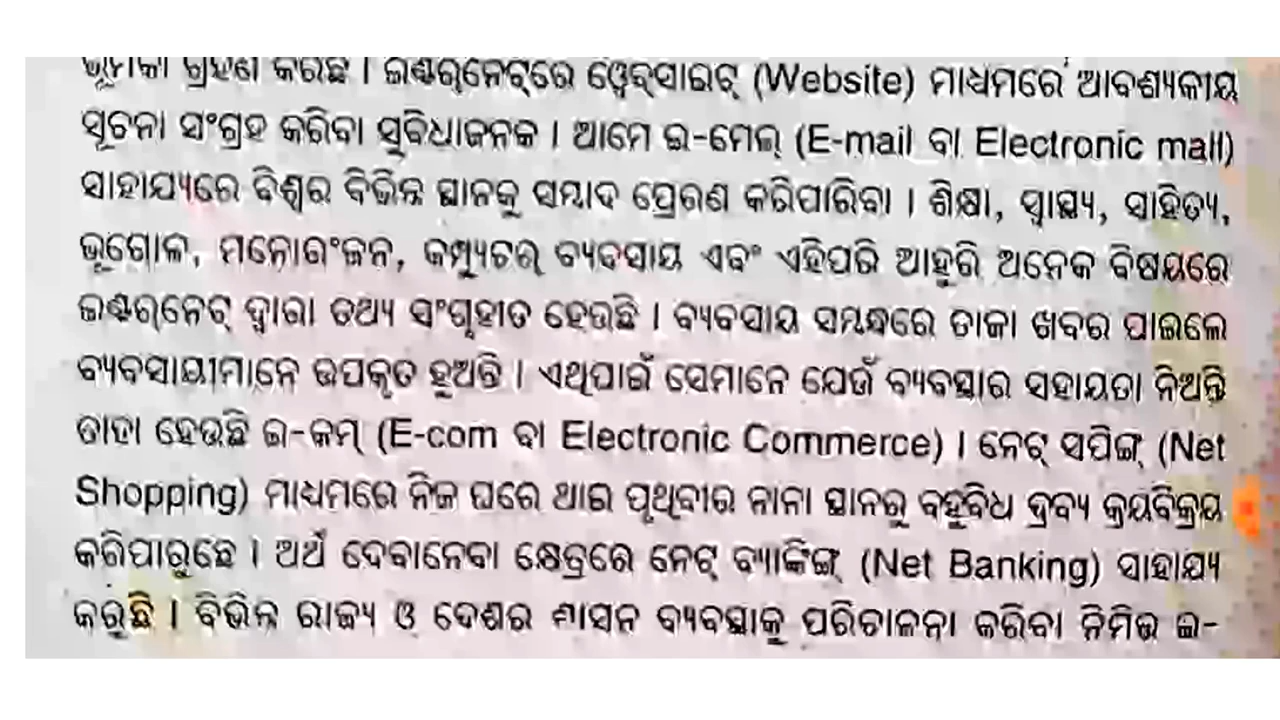 ଭୂମିକା ଗ୍ରହଣ କରିଛି । ଇଣ୍ଟରନେଟ୍‌ରେ ୱେବ୍‌ସାଇଟ୍ (Website) ମାଧ୍ୟମରେ ଆବଶ୍ୟକୀୟ
ସୂଚନା ସଂଗ୍ରହ କରିବା ସୁବିଧାଜନକ । ଆମେ ଇ-ମେଲ୍ (E-mail ବା Electronic mall)
ସାହାଯ୍ୟରେ ବିଶ୍ୱର ବିଭିନ୍ନ ସ୍ଥାନକୁ ସମ୍ବାଦ ପ୍ରେରଣ କରିପାରିବା । ଶିକ୍ଷା, ସ୍ୱାସ୍ଥ୍ୟ, ସାହିତ୍ୟ,
ଭୂଗୋଳ, ମନୋରଂଜନ, କମ୍ପ୍ୟୁଟର୍ ବ୍ୟବସାୟ ଏବଂ ଏହିପରି ଆହୁରି ଅନେକ ବିଷୟରେ
ଇଣ୍ଟର୍‌ନେଟ୍ ଦ୍ୱାରା ତଥ୍ୟ ସଂଗୃହୀତ ହେଉଛି । ବ୍ୟବସାୟ ସମ୍ବନ୍ଧରେ ତାଜା ଖବର ପାଇଲେ
ବ୍ୟବସାୟୀମାନେ ଉପକୃତ ହୁଅନ୍ତି । ଏଥିପାଇଁ ସେମାନେ ଯେଉଁ ବ୍ୟବସ୍ଥାର ସହାୟତା ନିଅନ୍ତି
ତାହା ହେଉଛି ଇ-କମ୍ (E-com ବା Electronic Commerce) । ନେଟ୍ ସପିଙ୍ଗ୍ (Net
Shopping) ମାଧ୍ୟମରେ ନିଜ ଘରେ ଥାଇ ପୃଥିବୀର ନାନା ସ୍ଥାନରୁ ବହୁବିଧ ଦ୍ରବ୍ୟ କ୍ରୟବିକ୍ରୟ
କରିପାରୁଛେ । ଅର୍ଥ ଦେବାନେବା କ୍ଷେତ୍ରରେ ନେଟ୍ ବ୍ୟାଙ୍କିଙ୍ଗ୍ (Net Banking) ସାହାଯ୍ୟ
କରୁଛି । ବିଭିନ୍ନ ରାଜ୍ୟ ଓ ଦେଶର ଶାସନ ବ୍ୟବସ୍ଥାକୁ ପରିଚାଳନା କରିବା ନିମିତ୍ତ ଇ-